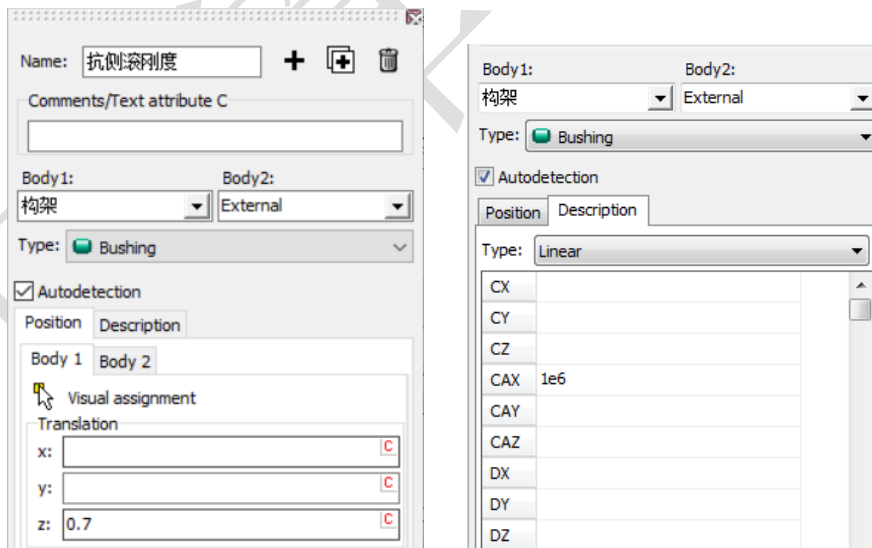 Name: 抗侧滚刚度
Comments/Text attribute C
Body1: Body2:
构架 External
Type: Bushing
Autodetection
Position Description
Body 1 Body 2
Visual assignment
Translation
x: C
y: C
z: 0.7 C
Body1: Body2:
构架 External
Type: Bushing
Autodetection
Position Description
Type: Linear
CX
CY
CZ
CAX 1e6
CAY
CAZ
DX
DY
DZ